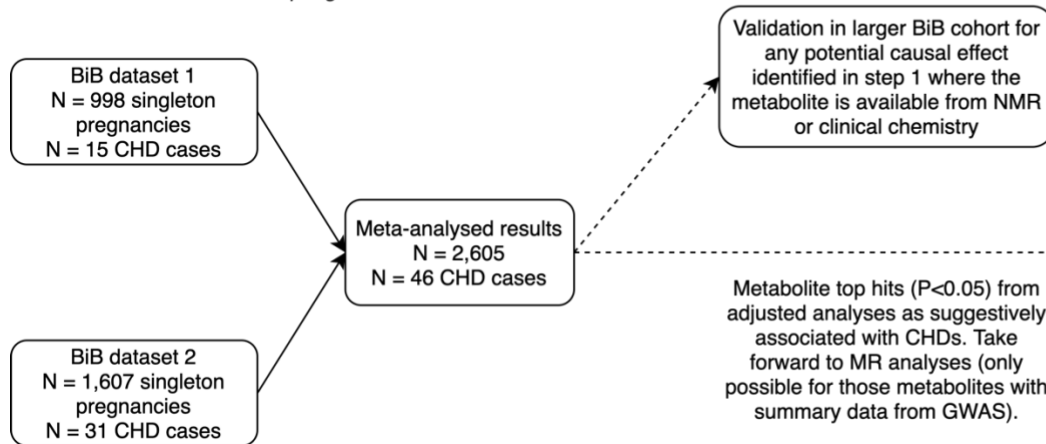 BiB dataset 1
N = 998 singleton
pregnancies
N = 15 CHD cases
Validation in larger BiB cohort for
any potential causal effect
identified in step 1 where the
metabolite is available from NMR
or clinical chemistry
Meta-analysed results
N = 2,605
N = 46 CHD cases
BiB dataset 2
N = 1,607 singleton
pregnancies
N = 31 CHD cases
Metabolite top hits (P<0.05) from
adjusted analyses as suggestively
associated with CHDs. Take
forward to MR analyses (only
possible for those metabolites with
summary data from GWAS).